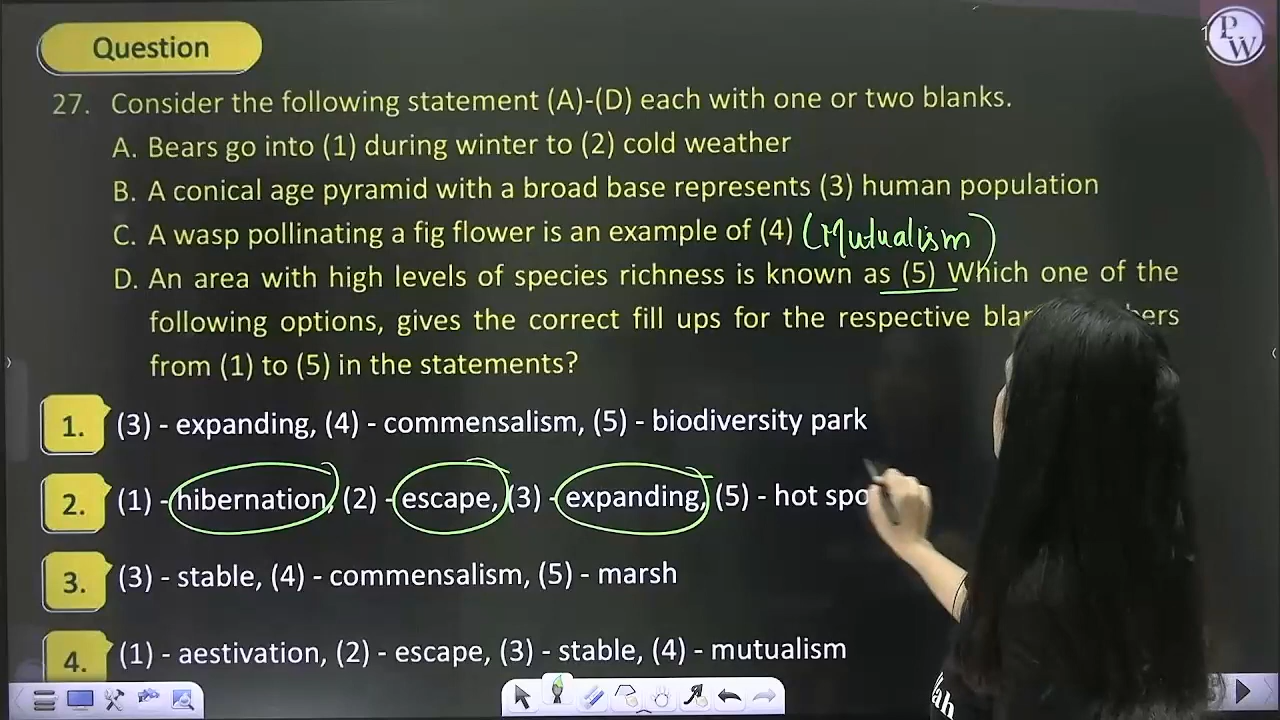 Question
PW
27. Consider the following statement (A)-(D) each with one or two blanks.
A. Bears go into (1) during winter to (2) cold weather
B. A conical age pyramid with a broad base represents (3) human population
C. A wasp pollinating a fig flower is an example of (4) (Mutualism)
D. An area with high levels of species richness is known as (5) Which one of the
following options, gives the correct fill ups for the respective
from (1) to (5) in the statements?
1. (3) - expanding, (4) - commensalism, (5) - biodiversity park
2. (1) - hibernation, (2) - escape, (3) - expanding, (5) - hot
3. (3) - stable, (4) - commensalism, (5) - marsh
4. (1) - aestivation, (2) - escape, (3) - stable, (4) - mutualism